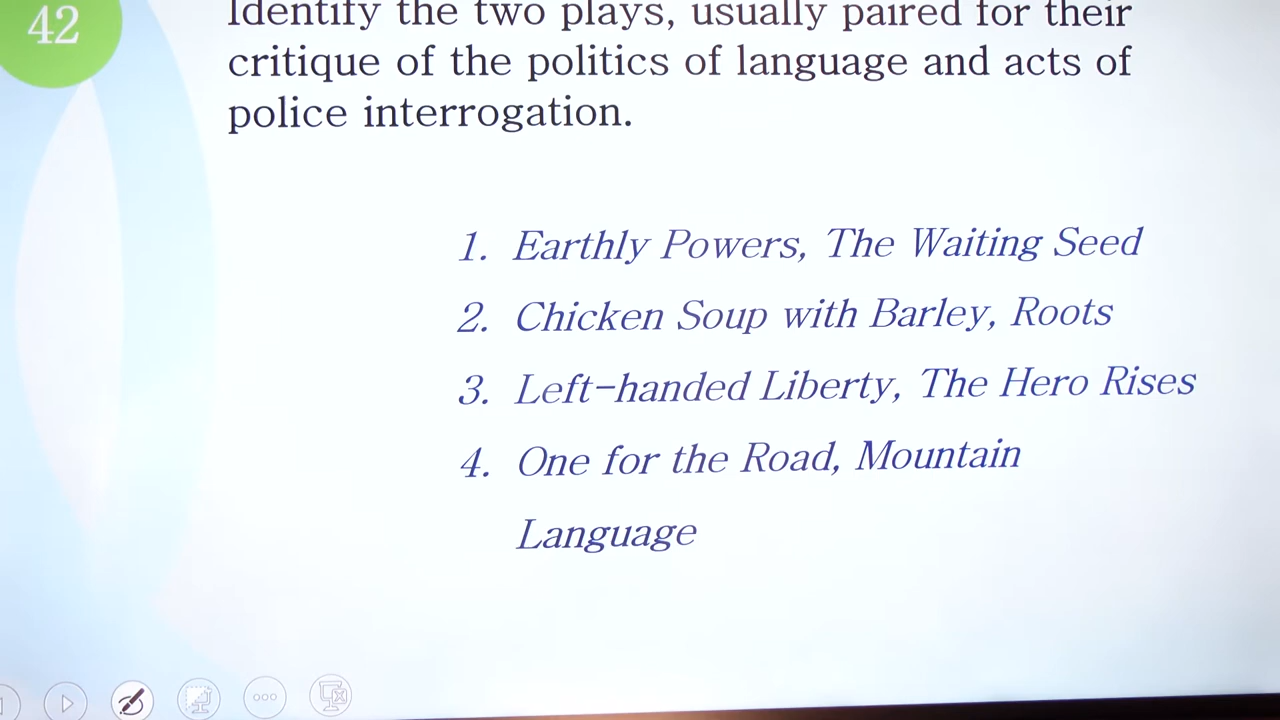 42
Identify the two plays, usually paired for their
critique of the politics of language and acts of
police interrogation.
1. Earthly Powers, The Waiting Seed
2. Chicken Soup with Barley, Roots
3. Left-handed Liberty, The Hero Rises
4. One for the Road, Mountain
Language